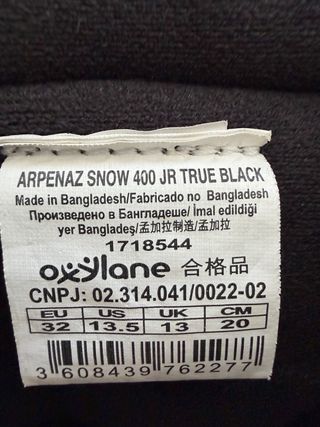 ARPENAZ SNOW 400 JR TRUE BLACK
Made in Bangladesh/Fabricado no Bangladesh
Произведено в Бангладеше/ İmal edildiği
yer Bangladeş/孟加拉制造/孟加拉
1718544
oxylane 合格品
CNPJ: 02.314.041/0022-02
EU US UK CM
32 13.5 13 20
3 608439 762277